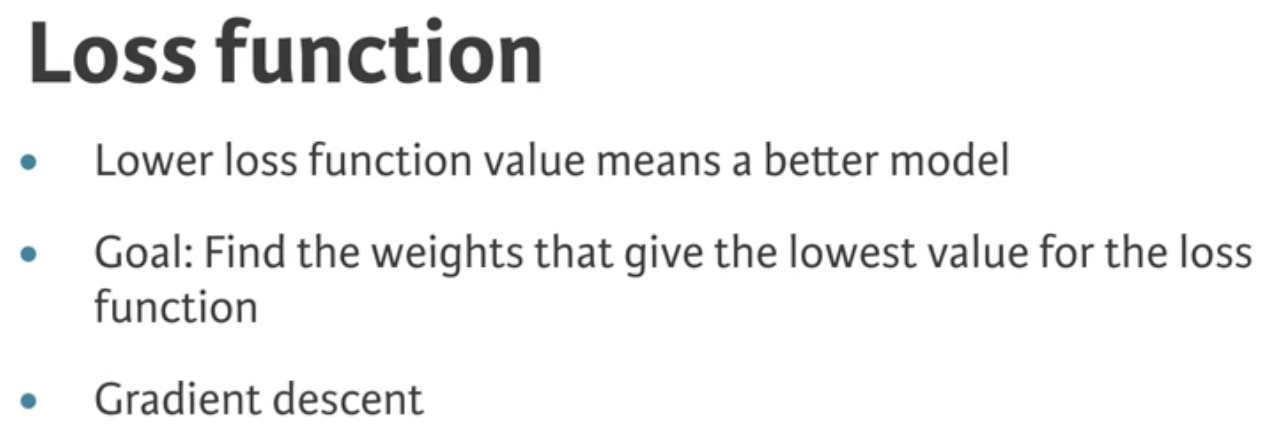 Loss function
• Lower loss function value means a better model
• Goal: Find the weights that give the lowest value for the loss
function
• Gradient descent